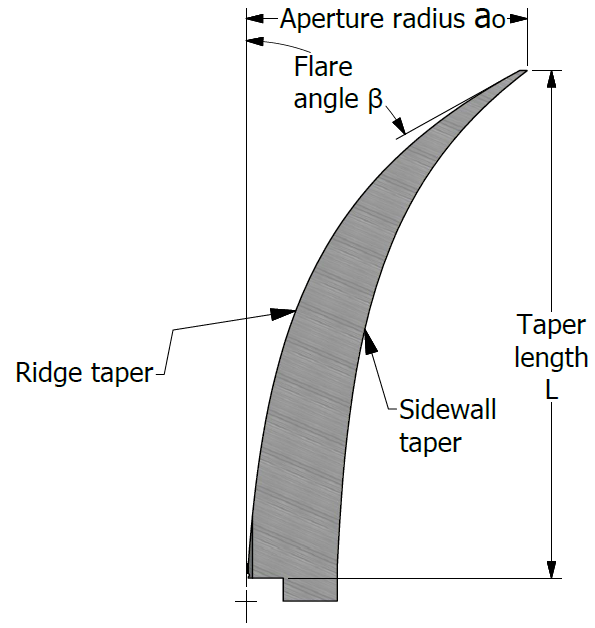 Aperture radius ao
Flare
angle β
Taper
length
L
Ridge taper
Sidewall
taper